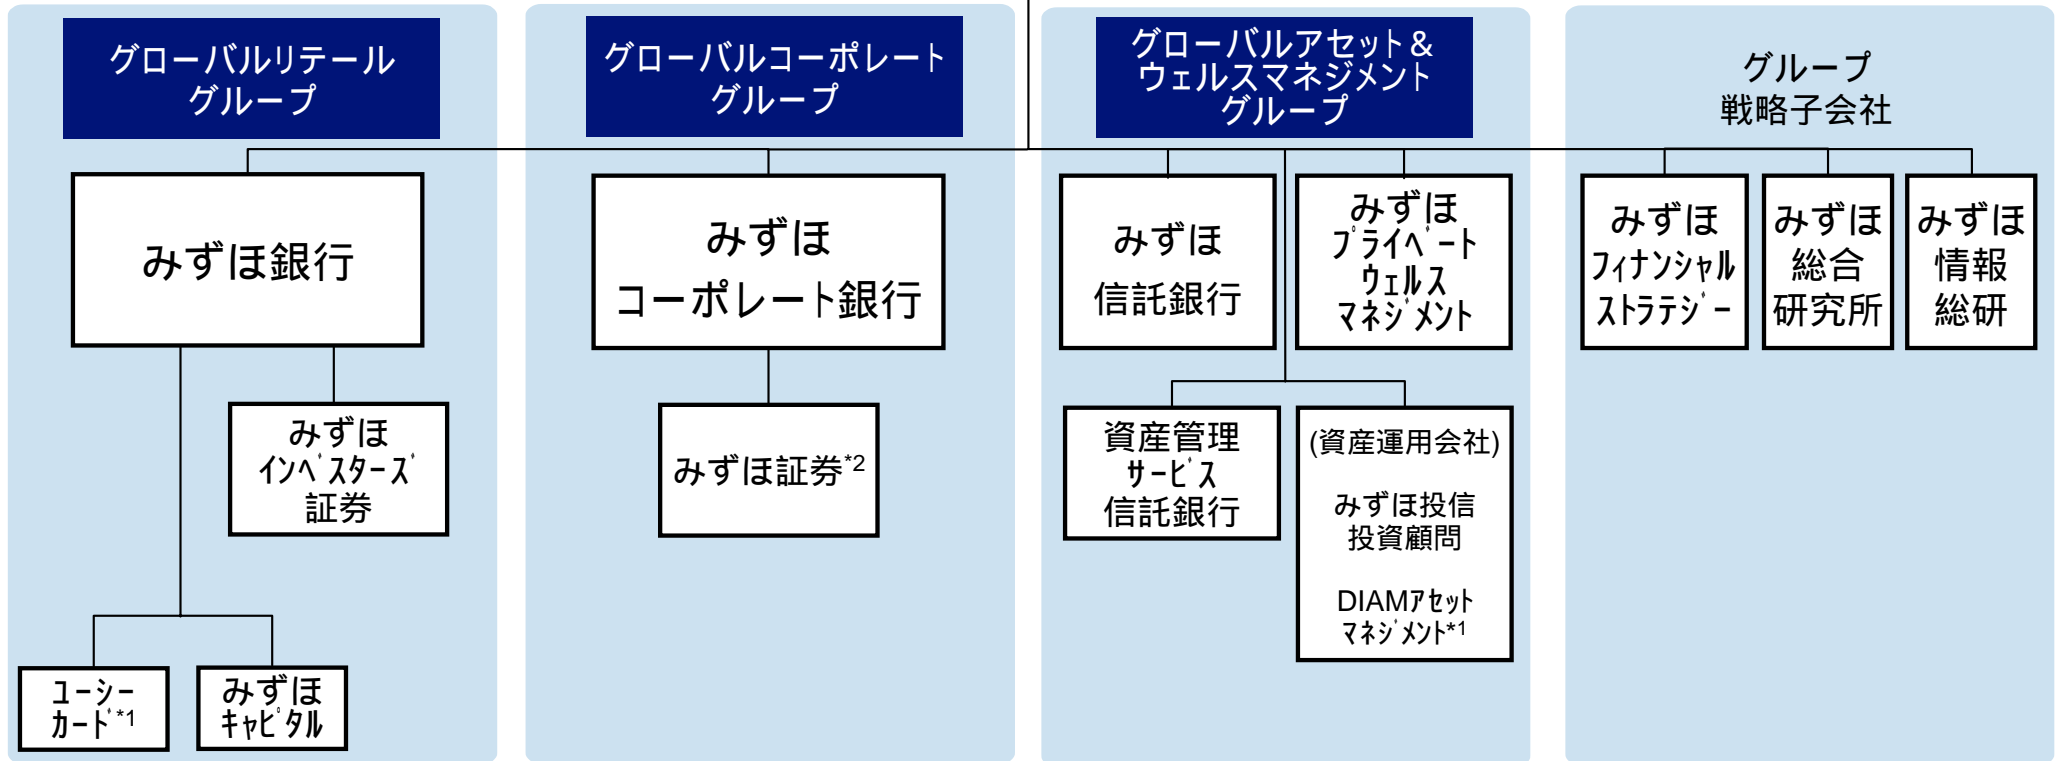 グローバルリテール
グループ
みずほ銀行
みずほ
ｲﾝﾍﾞｽﾀｰｽﾞ
証券
ﾕｰｼｰ
ｶｰﾄﾞ*1
みずほ
ｷｬﾋﾟﾀﾙ
グローバルコーポレート
グループ
みずほ
コーポレート銀行
みずほ証券*2
グローバルアセット＆
ウェルスマネジメント
グループ
みずほ
信託銀行
みずほ
ﾌﾟﾗｲﾍﾞｰﾄ
ｳｪﾙｽ
ﾏﾈｼﾞﾒﾝﾄ
資産管理
ｻｰﾋﾞｽ
信託銀行
(資産運用会社)
みずほ投信
投資顧問
DIAMｱｾｯﾄ
ﾏﾈｼﾞﾒﾝﾄ*1
グループ
戦略子会社
みずほ
ﾌｨﾅﾝｼｬﾙ
ｽﾄﾗﾃｼﾞｰ
みずほ
総合
研究所
みずほ
情報
総研